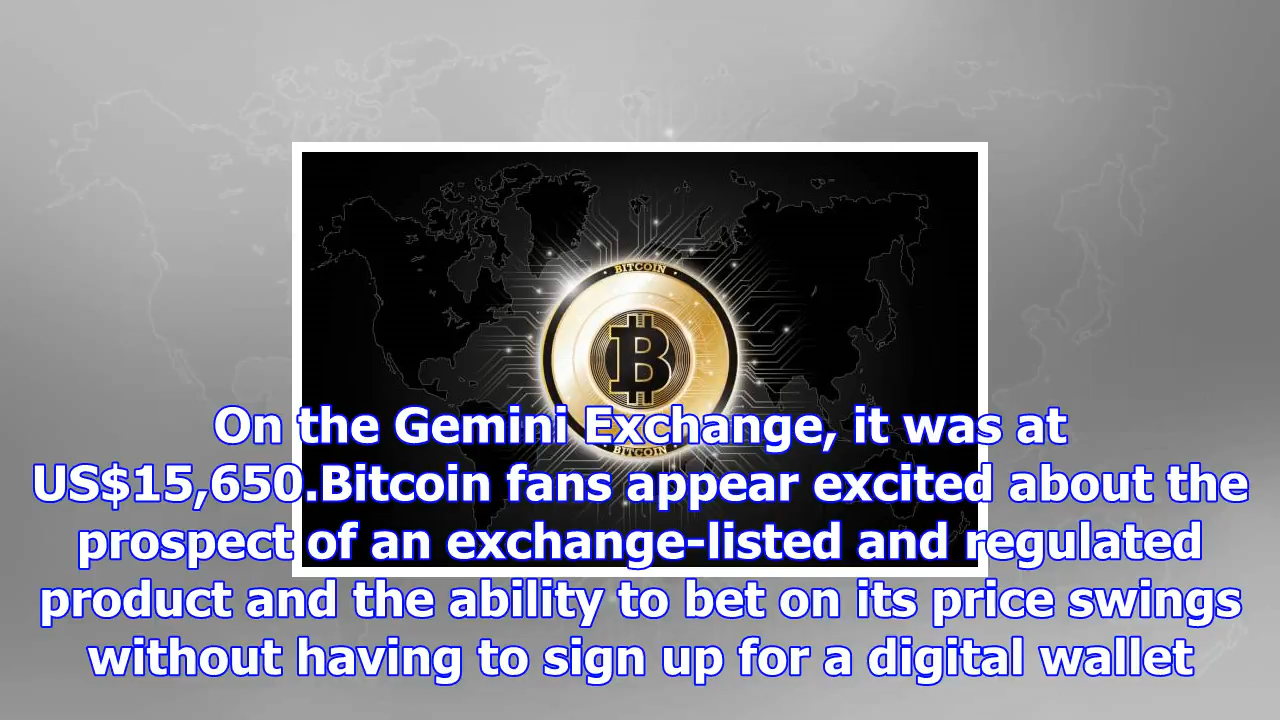 BITCOIN
B
BITCOIN
On the Gemini Exchange, it was at
US$15,650.Bitcoin fans appear excited about the
prospect of an exchange-listed and regulated
product and the ability to bet on its price swings
without having to sign up for a digital wallet